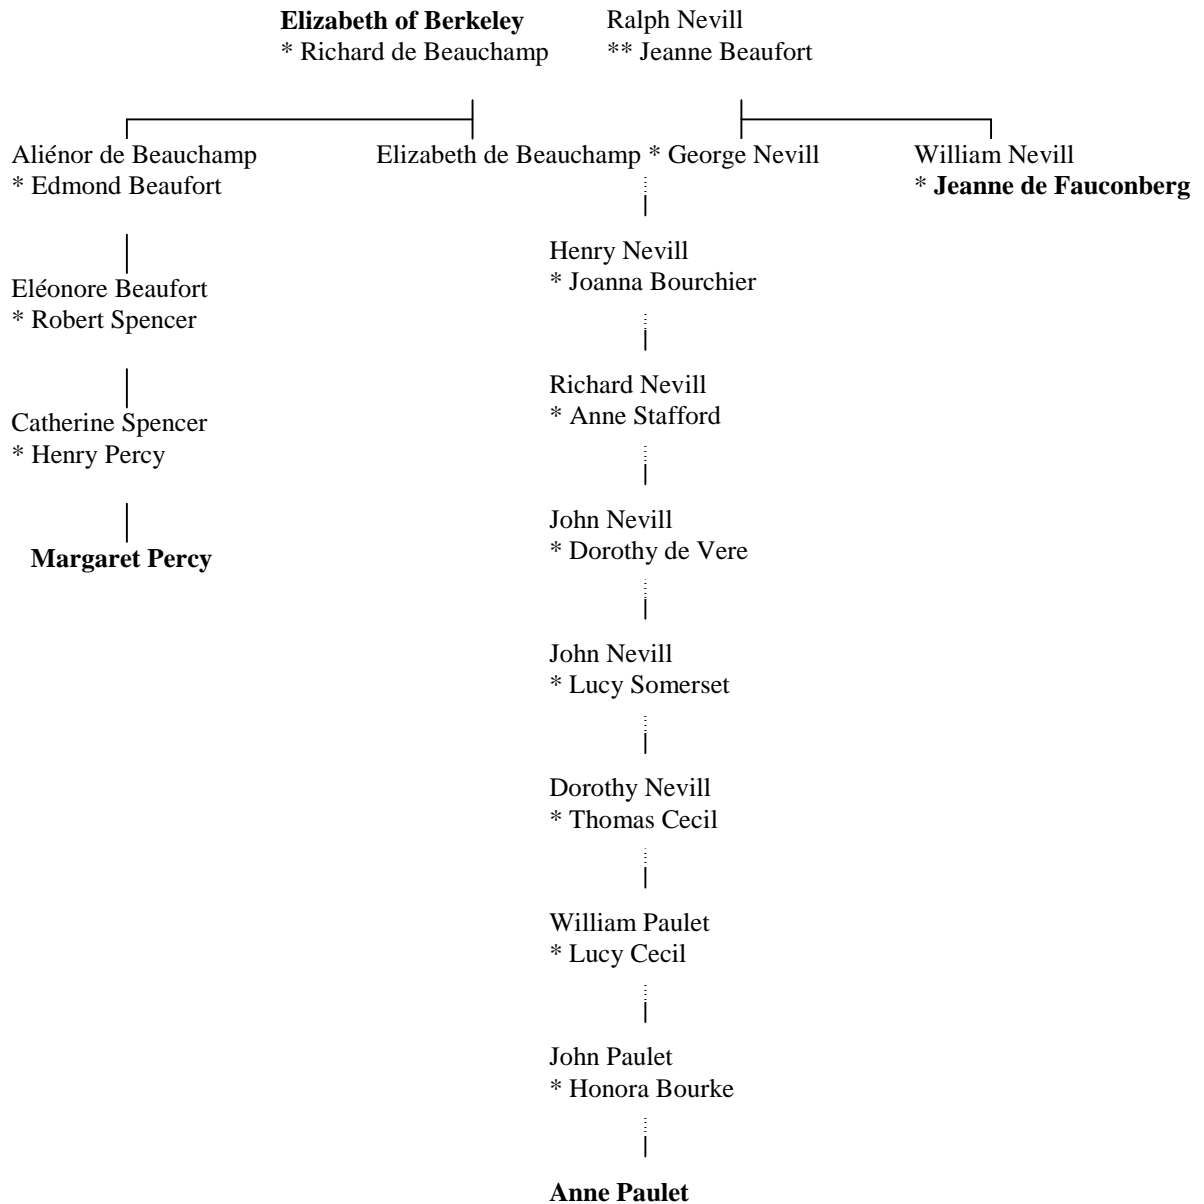 Elizabeth of Berkeley
* Richard de Beauchamp
Ralph Nevill
** Jeanne Beaufort
Aliénor de Beauchamp
* Edmond Beaufort
Elizabeth de Beauchamp * George Nevill
William Nevill
* Jeanne de Fauconberg
Eléonore Beaufort
* Robert Spencer
Catherine Spencer
* Henry Percy
Margaret Percy
Henry Nevill
* Joanna Bourchier
Richard Nevill
* Anne Stafford
John Nevill
* Dorothy de Vere
John Nevill
* Lucy Somerset
Dorothy Nevill
* Thomas Cecil
William Paulet
* Lucy Cecil
John Paulet
* Honora Bourke
Anne Paulet